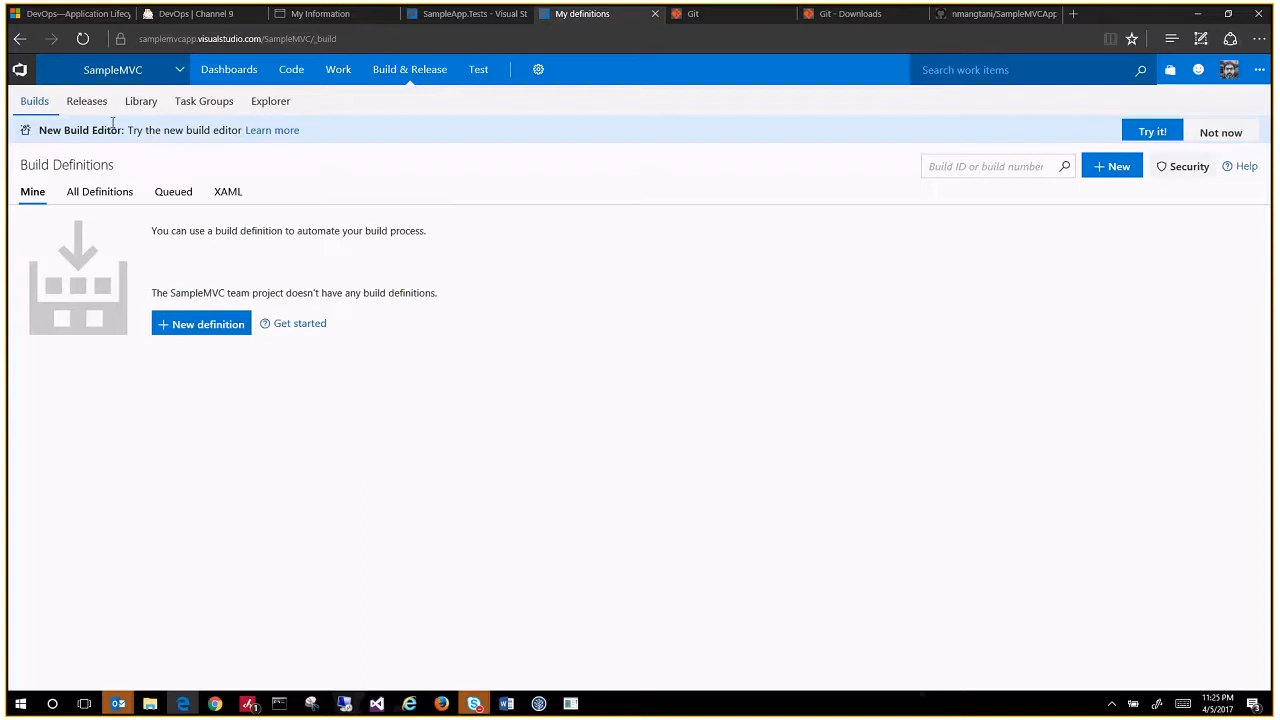 DevOps—Application Lifecy
DevOps | Channel 9
My Information
SampleApp.Tests - Visual St
My definitions
Git
Git - Downloads
nmangtani/SampleMVCApp
samplemvcapp.visualstudio.com/SampleMVC/_build
SampleMVC
Dashboards
Code
Work
Build & Release
Test
Search work items
Builds
Releases
Library
Task Groups
Explorer
New Build Editor: Try the new build editor Learn more
Try it!
Not now
Build Definitions
Build ID or build number
+ New
Security
Help
Mine
All Definitions
Queued
XAML
You can use a build definition to automate your build process.
The SampleMVC team project doesn't have any build definitions.
+ New definition
Get started
11:25 PM
4/5/2017